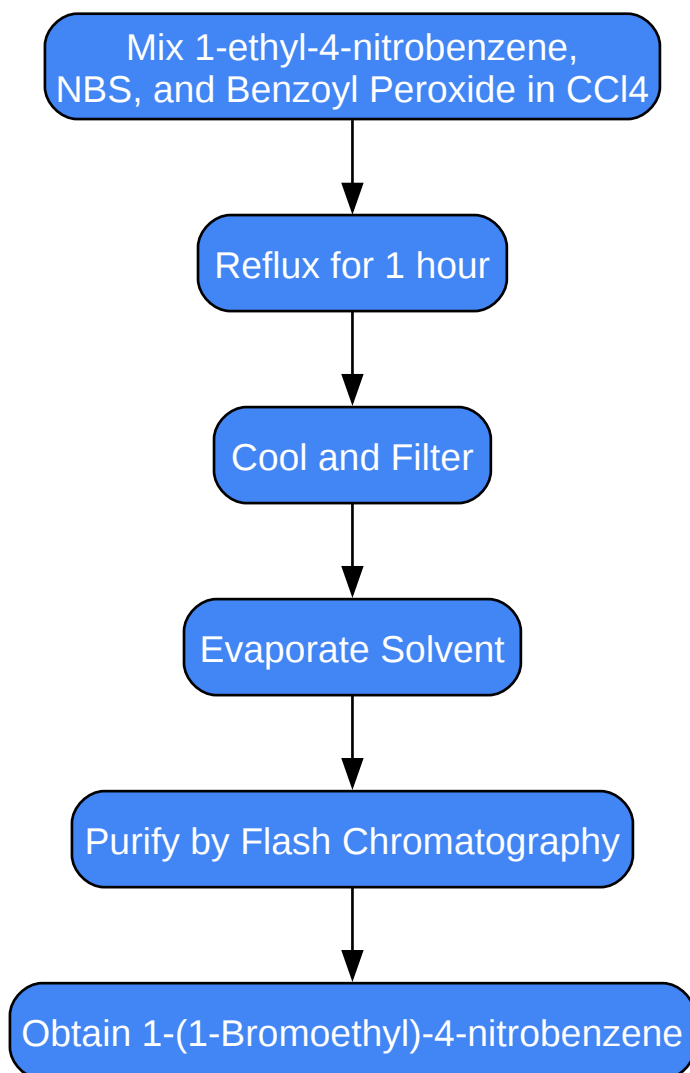 Mix 1-ethyl-4-nitrobenzene,
NBS, and Benzoyl Peroxide in CCl4
Reflux for 1 hour
Cool and Filter
Evaporate Solvent
Purify by Flash Chromatography
Obtain 1-(1-Bromoethyl)-4-nitrobenzene